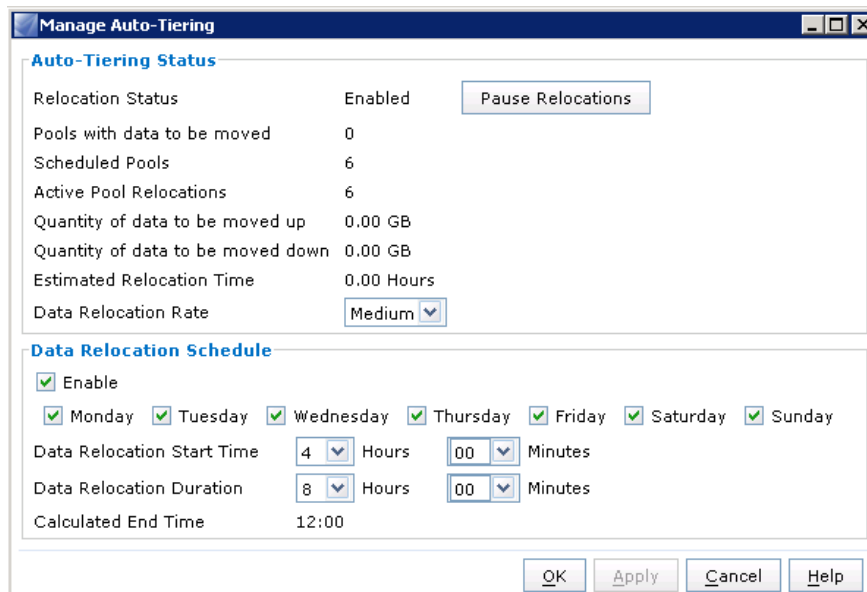 Manage Auto-Tiering
Auto-Tiering Status
Relocation Status Enabled Pause Relocations
Pools with data to be moved 0
Scheduled Pools 6
Active Pool Relocations 6
Quantity of data to be moved up 0.00 GB
Quantity of data to be moved down 0.00 GB
Estimated Relocation Time 0.00 Hours
Data Relocation Rate Medium
Data Relocation Schedule
Enable
Monday Tuesday Wednesday Thursday Friday Saturday Sunday
Data Relocation Start Time 4 Hours 00 Minutes
Data Relocation Duration 8 Hours 00 Minutes
Calculated End Time 12:00
OK Apply Cancel Help